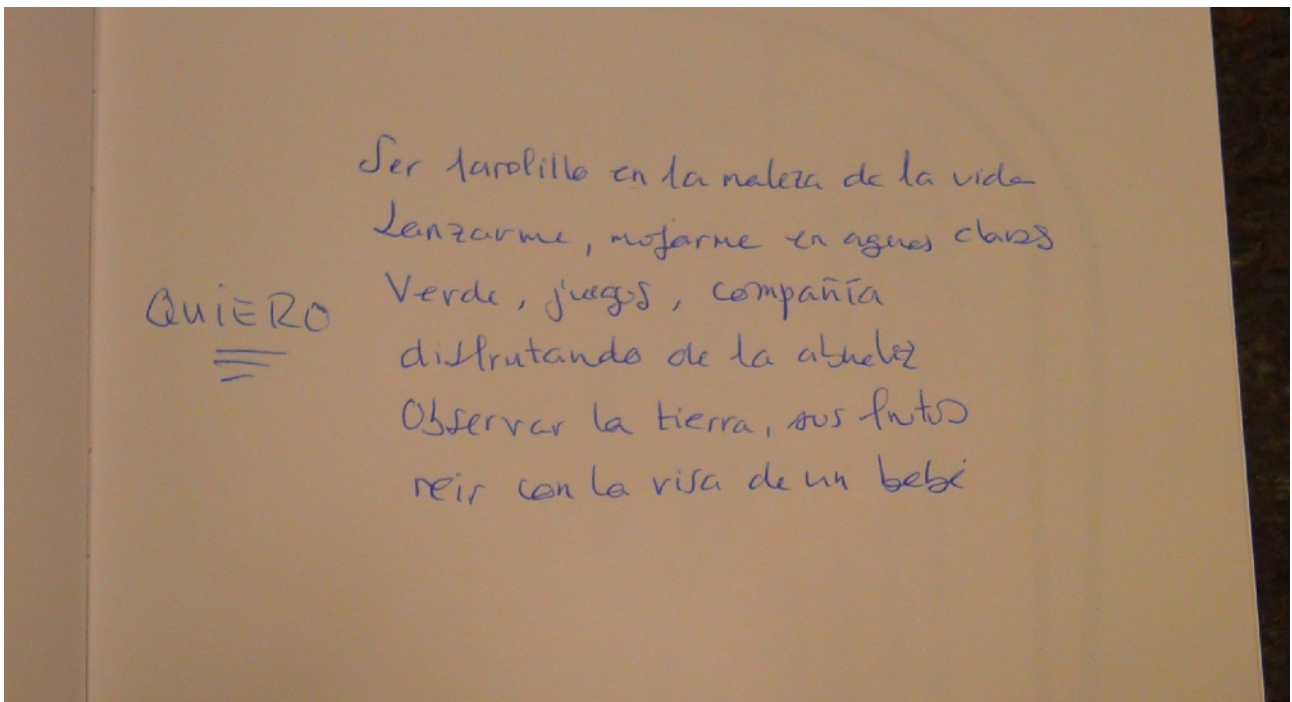 Ser farolillo en la maleza de la vida
Lanzarme, mojarme en aguas claras
QUIERO
Verde, juegos, compañía
disfrutando de la abuelez
Observar la tierra, sus frutos
reir con la risa de un bebé